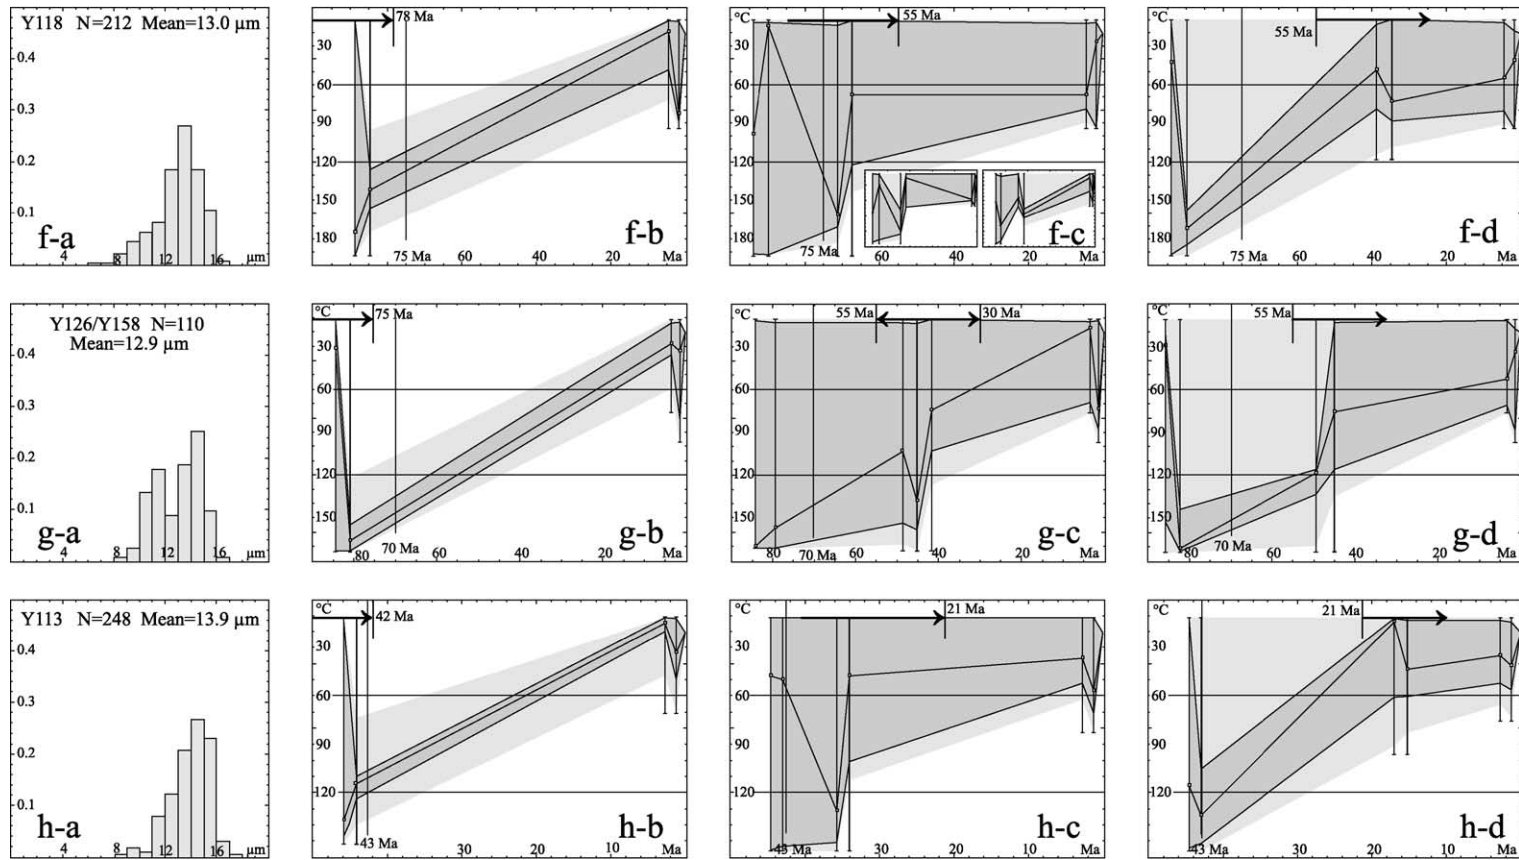 Y118 N=212 Mean=13.0 µm
0.4
0.3
0.2
0.1
f-a
4 8 12 16 µm
°C
78 Ma
30
60
90
120
150
180
75 Ma 60 40 20 Ma
f-b
°C
55 Ma
30
60
90
120
150
180
75 Ma
60 40 20 Ma
f-c
°C
55 Ma
30
60
90
120
150
180
75 Ma 60 40 20 Ma
f-d
Y126/Y158 N=110
Mean=12.9 µm
0.4
0.3
0.2
0.1
g-a
4 8 12 16 µm
°C
75 Ma
30
60
90
120
150
80 70 Ma 60 40 20 Ma
g-b
°C
55 Ma 30 Ma
30
60
90
120
150
80 70 Ma 60 40 20 Ma
g-c
°C
55 Ma
30
60
90
120
150
80 70 Ma 60 40 20 Ma
g-d
Y113 N=248 Mean=13.9 µm
0.4
0.3
0.2
0.1
h-a
4 8 12 16 µm
°C
42 Ma
30
60
90
120
43 Ma 30 20 10 Ma
h-b
°C
21 Ma
30
60
90
120
43 Ma 30 20 10 Ma
h-c
°C
21 Ma
30
60
90
120
43 Ma 30 20 10 Ma
h-d